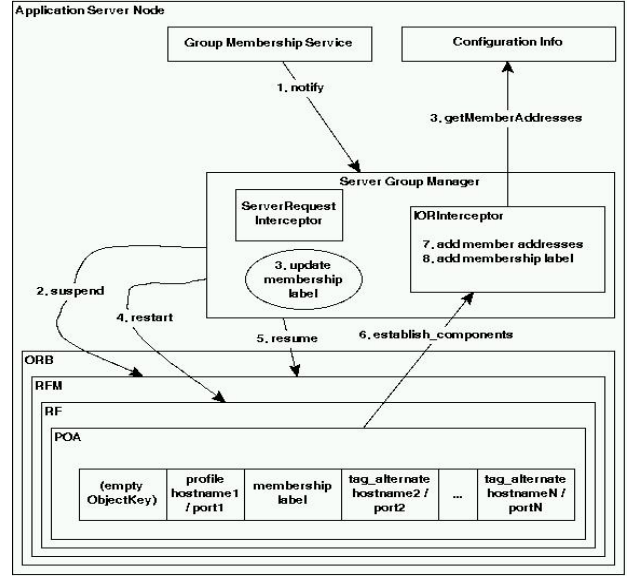 Application Server Node
Group Membership Service
Configuration Info
1. notify
3. getMemberAddresses
Server Group Manager
ServerRequest
Interceptor
IORInterceptor
7. add member addresses
8. add membership label
3. update
membership
label
2. suspend
4. restart
5. resume
6. establish_components
ORB
RFM
RF
POA
(empty
ObjectKey)
profile
hostname1
/ port1
membership
label
tag_alternate
hostname2 /
port2
...
tag_alternate
hostnameN /
portN